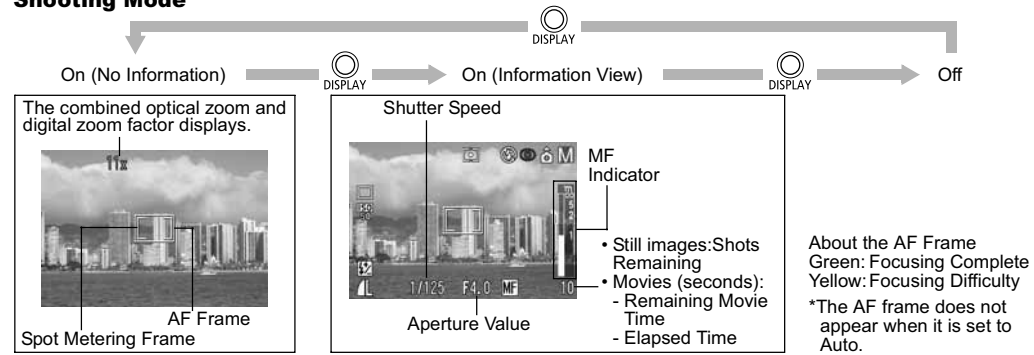 Shooting Mode
DISPLAY
On (No Information)
DISPLAY
On (Information View)
DISPLAY
Off
The combined optical zoom and
digital zoom factor displays.
11x
AF Frame
Spot Metering Frame
Shutter Speed
M
MF
Indicator
m
5
2
1/125
F4.0
MF
10
L
Aperture Value
• Still images:Shots
Remaining
• Movies (seconds):
- Remaining Movie
Time
- Elapsed Time
About the AF Frame
Green: Focusing Complete
Yellow: Focusing Difficulty
*The AF frame does not
appear when it is set to
Auto.